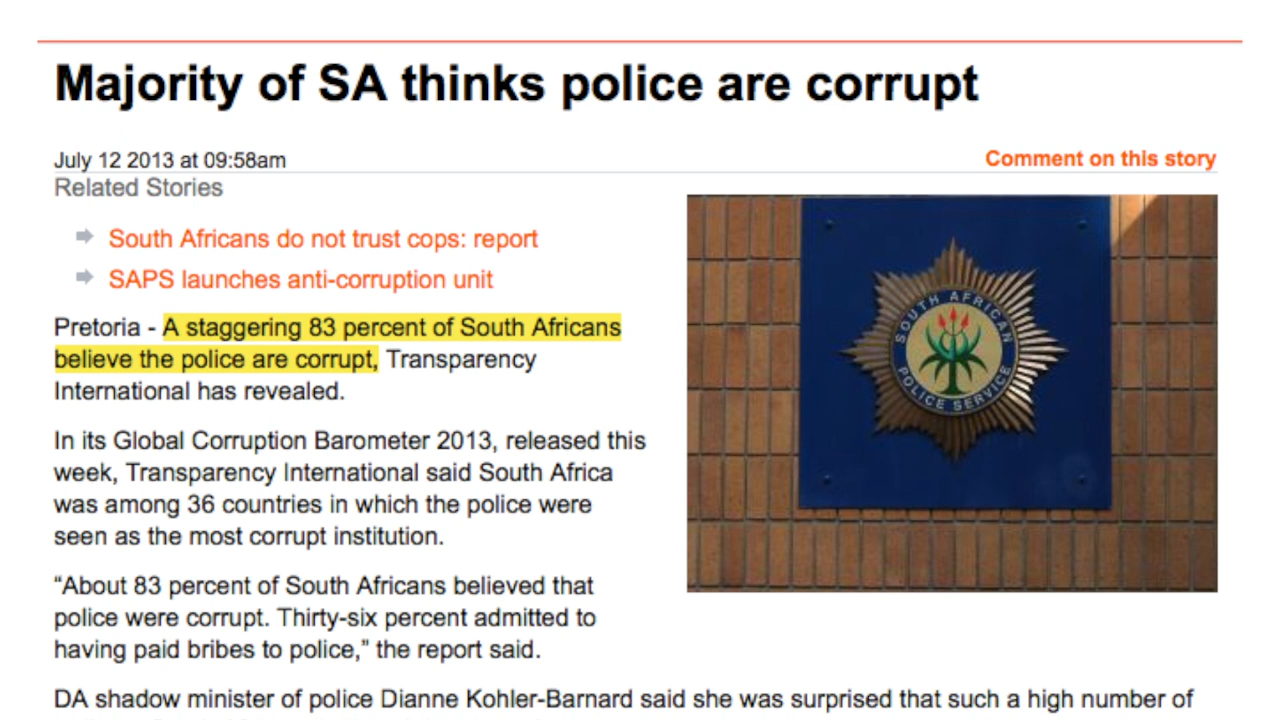 Majority of SA thinks police are corrupt
July 12 2013 at 09:58am
Comment on this story
Related Stories
South Africans do not trust cops: report
SAPS launches anti-corruption unit
Pretoria - A staggering 83 percent of South Africans
believe the police are corrupt, Transparency
International has revealed.
In its Global Corruption Barometer 2013, released this
week, Transparency International said South Africa
was among 36 countries in which the police were
seen as the most corrupt institution.
“About 83 percent of South Africans believed that
police were corrupt. Thirty-six percent admitted to
having paid bribes to police,” the report said.
SOUTH AFRICAN
POLICE SERVICE
DA shadow minister of police Dianne Kohler-Barnard said she was surprised that such a high number of